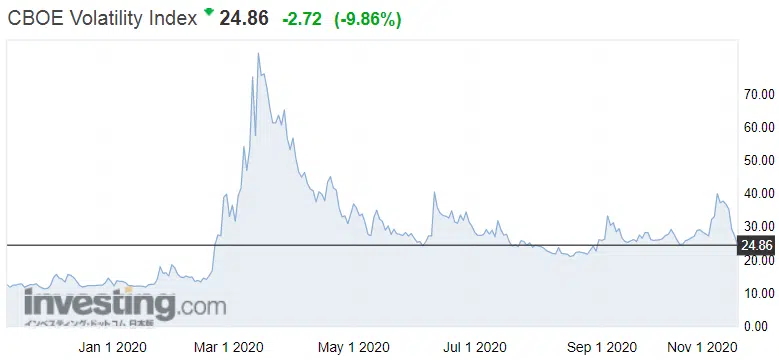 CBOE Volatility Index 24.86 -2.72 (-9.86%)
70.00
60.00
50.00
40.00
30.00
24.86
20.00
10.00
0.00
Investing.com
インベスティング・ドットコム 日本版
Jan 1 2020 Mar 1 2020 May 1 2020 Jul 1 2020 Sep 1 2020 Nov 1 2020